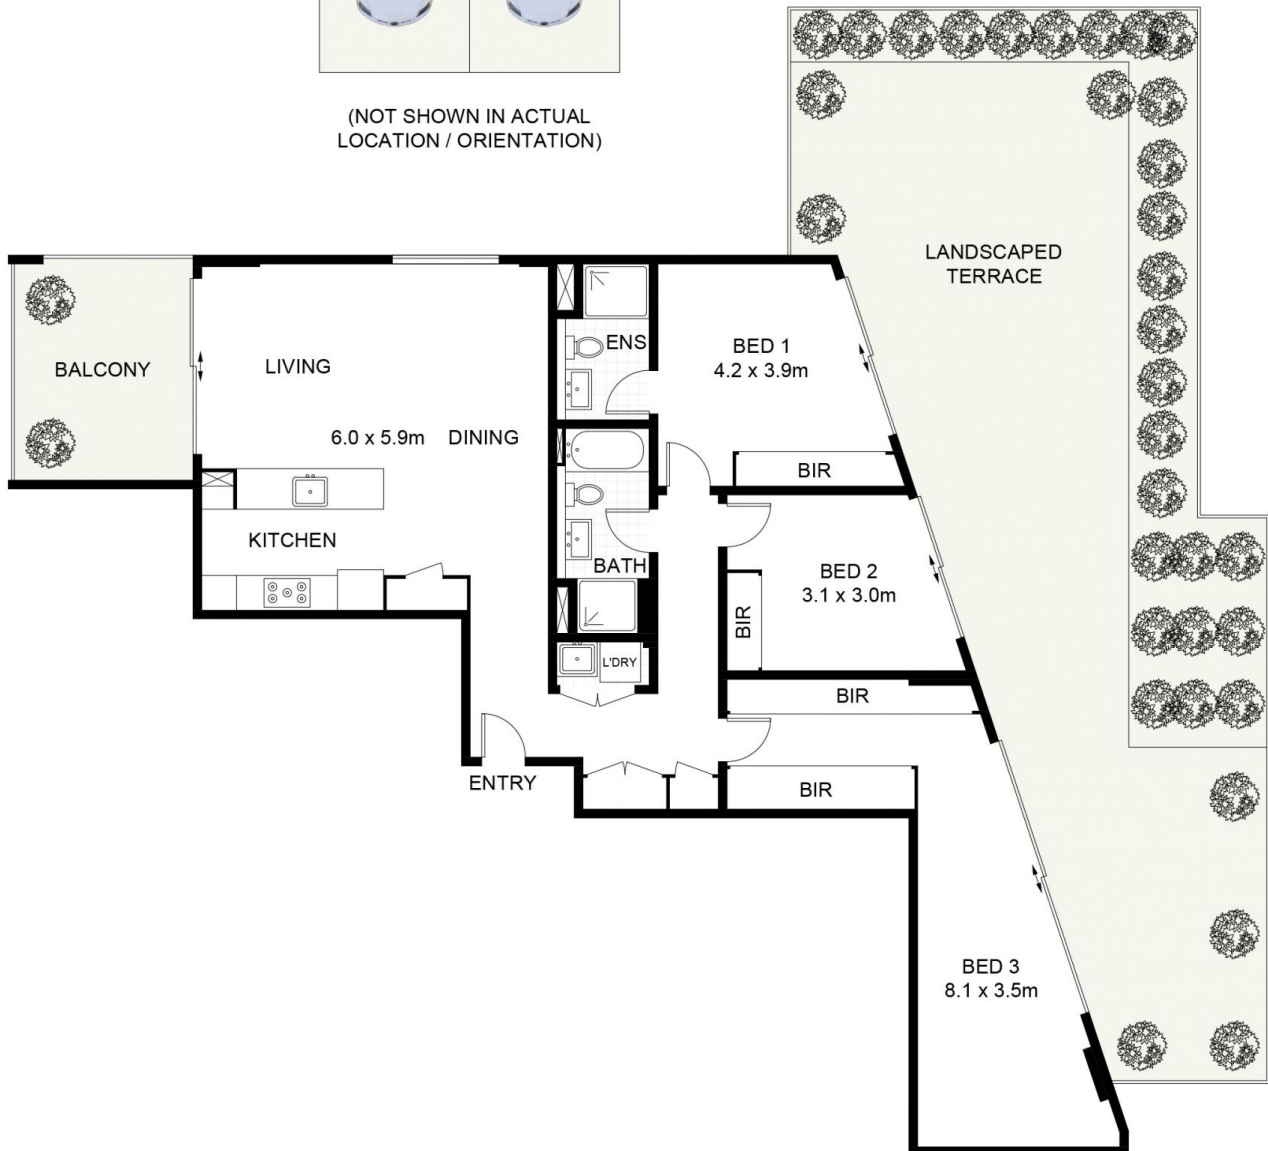 (NOT SHOWN IN ACTUAL
LOCATION / ORIENTATION)
LANDSCAPED
TERRACE
BALCONY
LIVING
6.0 x 5.9m
DINING
ENS
BED 1
4.2 x 3.9m
BIR
KITCHEN
BATH
BED 2
3.1 x 3.0m
BIR
L'DRY
BIR
ENTRY
BIR
BED 3
8.1 x 3.5m